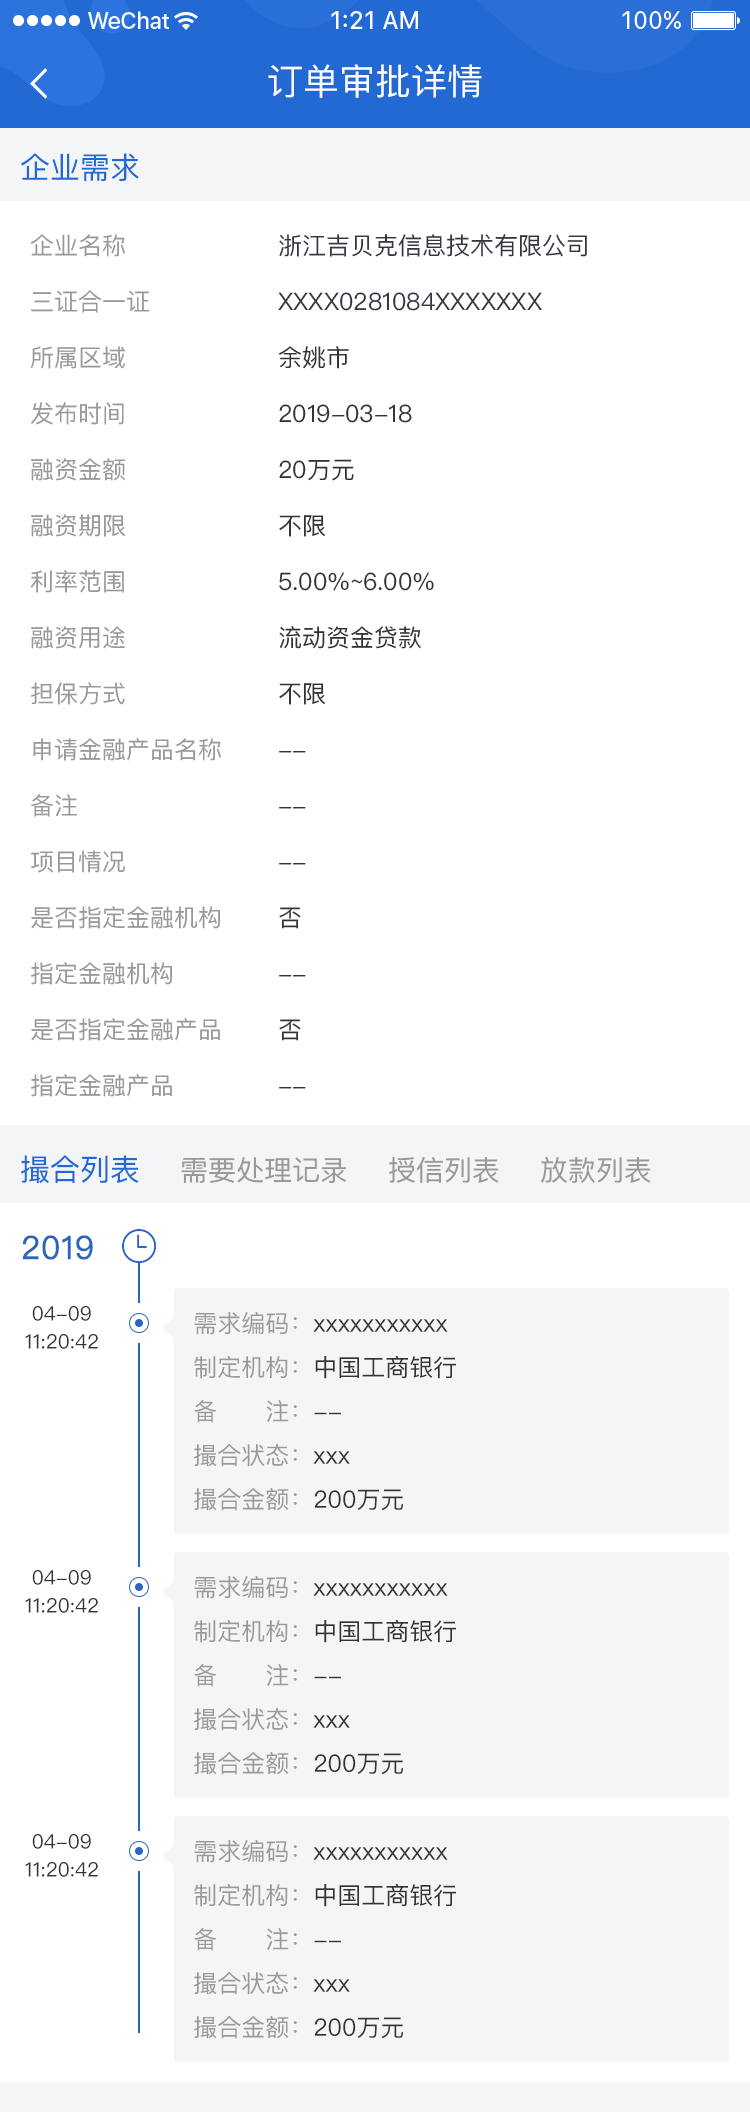 WeChat 1:21 AM 100%
订单审批详情
企业需求
企业名称 浙江吉贝克信息技术有限公司
三证合一证 XXXX0281084XXXXXXX
所属区域 余姚市
发布时间 2019-03-18
融资金额 20万元
融资期限 不限
利率范围 5.00%~6.00%
融资用途 流动资金贷款
担保方式 不限
申请金融产品名称 --
备注 --
项目情况 --
是否指定金融机构 否
指定金融机构 --
是否指定金融产品 否
指定金融产品 --
撮合列表 需要处理记录 授信列表 放款列表
2019
04-09
11:20:42
需求编码：xxxxxxxxxxx
制定机构：中国工商银行
备 注：--
撮合状态：xxx
撮合金额：200万元
04-09
11:20:42
需求编码：xxxxxxxxxxx
制定机构：中国工商银行
备 注：--
撮合状态：xxx
撮合金额：200万元
04-09
11:20:42
需求编码：xxxxxxxxxxx
制定机构：中国工商银行
备 注：--
撮合状态：xxx
撮合金额：200万元